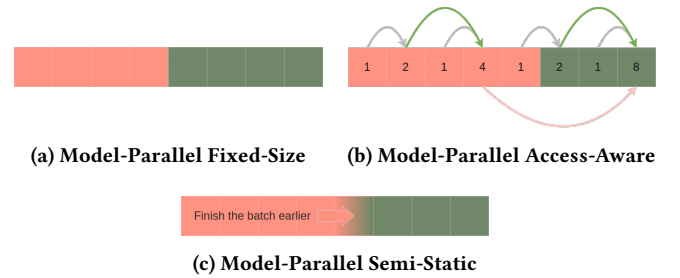 1 2 1 4 1 2 1 8
(a) Model-Parallel Fixed-Size
(b) Model-Parallel Access-Aware
Finish the batch earlier
(c) Model-Parallel Semi-Static